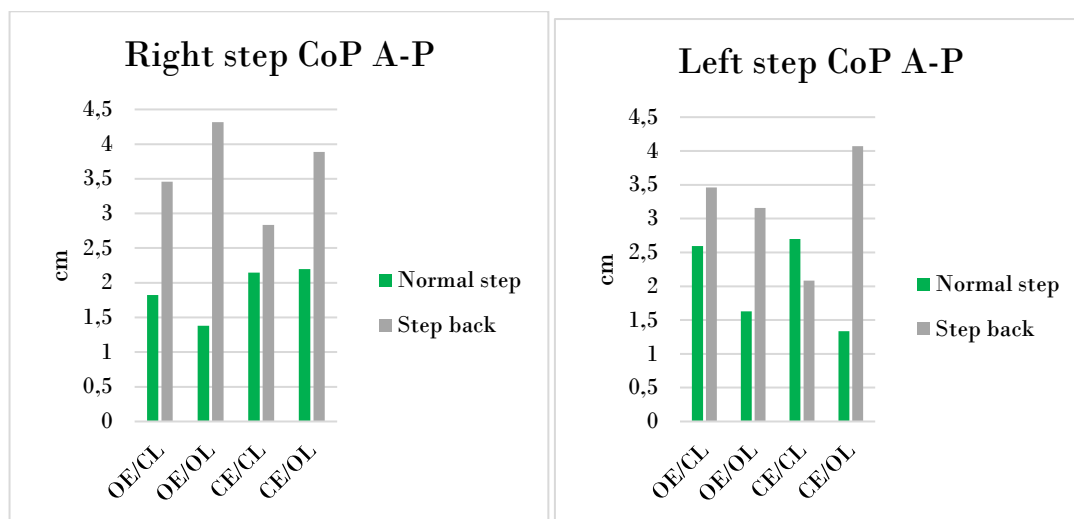 Right step CoP A-P
4,5
4
3,5
3
2,5
2
1,5
1
0,5
0
cm
OE/CL
OE/OL
CE/CL
CE/OL
Normal step
Step back
Left step CoP A-P
4,5
4
3,5
3
2,5
2
1,5
1
0,5
0
cm
OE/CL
OE/OL
CE/CL
CE/OL
Normal step
Step back